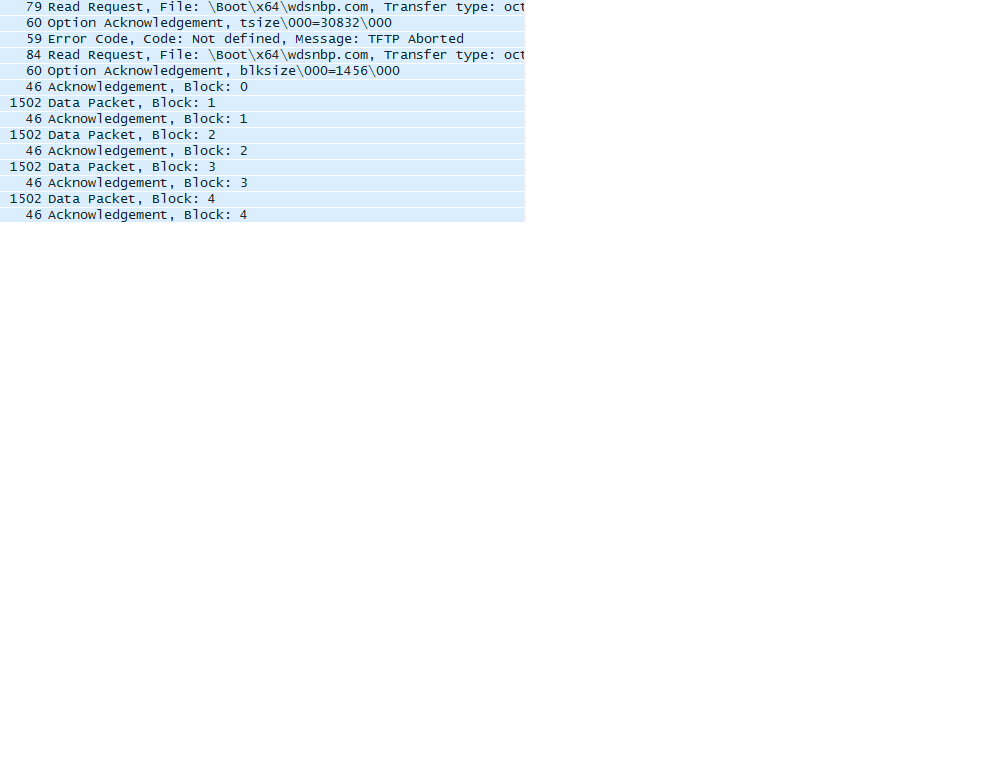 79 Read Request, File: \Boot\x64\wdsnbp.com, Transfer type: oct
60 Option Acknowledgement, tsize\000=30832\000
59 Error Code, Code: Not defined, Message: TFTP Aborted
84 Read Request, File: \Boot\x64\wdsnbp.com, Transfer type: oct
60 Option Acknowledgement, blksize\000=1456\000
46 Acknowledgement, Block: 0
1502 Data Packet, Block: 1
46 Acknowledgement, Block: 1
1502 Data Packet, Block: 2
46 Acknowledgement, Block: 2
1502 Data Packet, Block: 3
46 Acknowledgement, Block: 3
1502 Data Packet, Block: 4
46 Acknowledgement, Block: 4